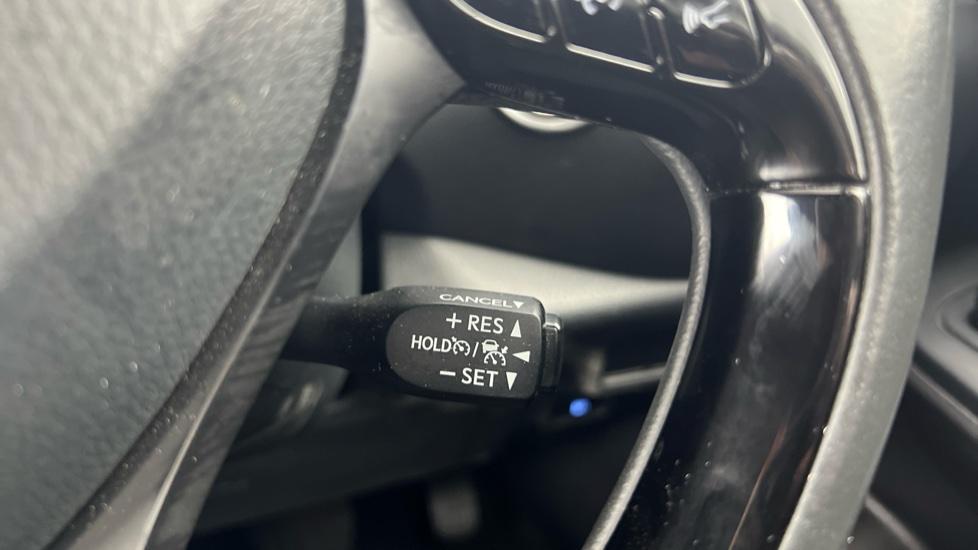 CANCEL▼
+ RES ▲
HOLD / ◄
− SET ▼